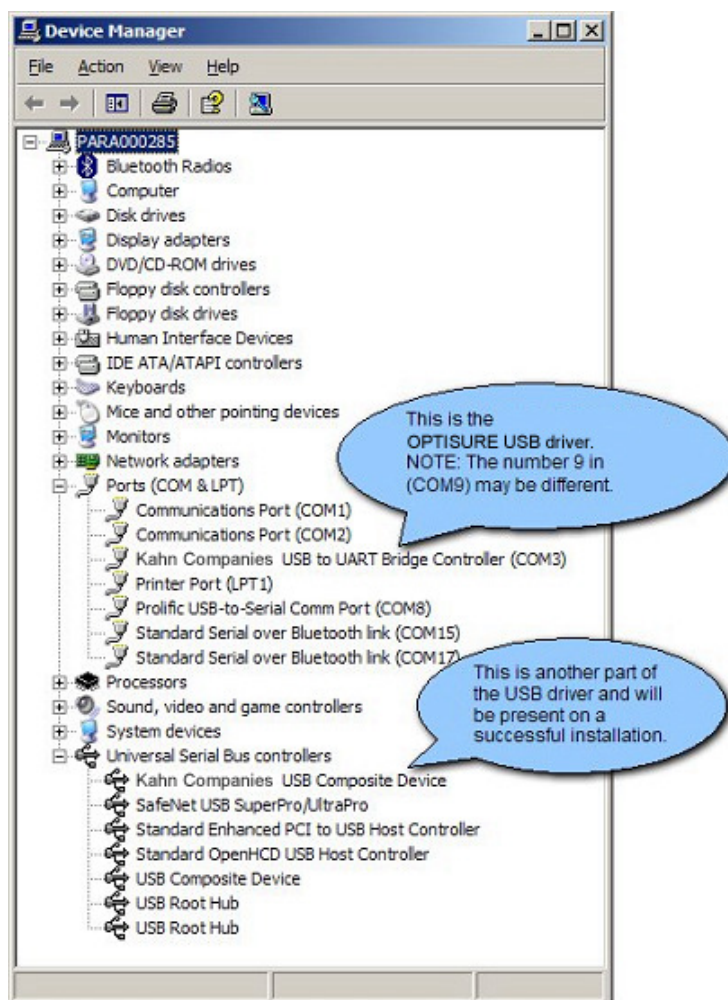 Device Manager
File Action View Help
PARA000285
Bluetooth Radios
Computer
Disk drives
Display adapters
DVD/CD-ROM drives
Floppy disk controllers
Floppy disk drives
Human Interface Devices
IDE ATA/ATAPI controllers
Keyboards
Mice and other pointing devices
Monitors
Network adapters
Ports (COM & LPT)
Communications Port (COM1)
Communications Port (COM2)
Kahn Companies USB to UART Bridge Controller (COM3)
Printer Port (LPT1)
Prolific USB-to-Serial Comm Port (COM8)
Standard Serial over Bluetooth link (COM15)
Standard Serial over Bluetooth link (COM17)
Processors
Sound, video and game controllers
System devices
Universal Serial Bus controllers
Kahn Companies USB Composite Device
SafeNet USB SuperPro/UltraPro
Standard Enhanced PCI to USB Host Controller
Standard OpenHCD USB Host Controller
USB Composite Device
USB Root Hub
USB Root Hub
This is the
OPTISURE USB driver.
NOTE: The number 9 in
(COM9) may be different.
This is another part of
the USB driver and will
be present on a
successful installation.